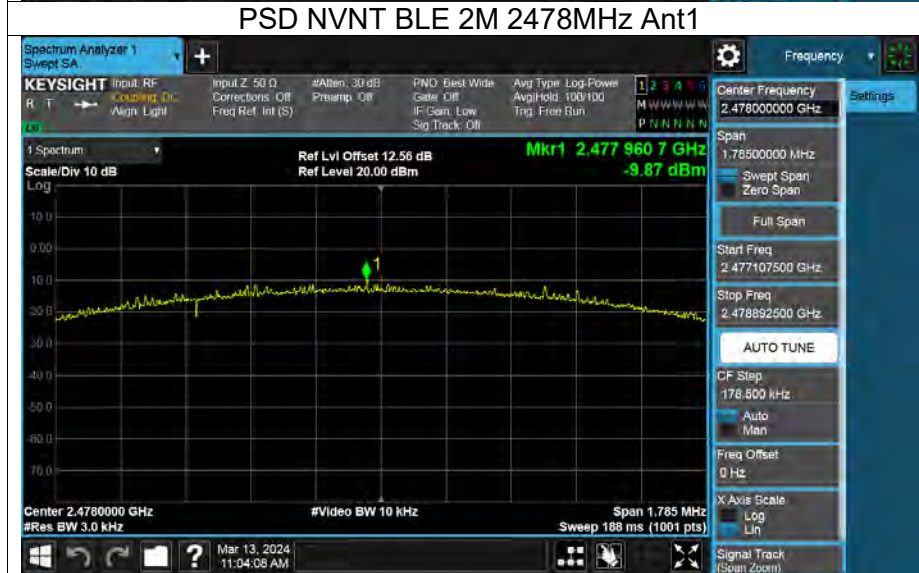 PSD NVNT BLE 2M 2478MHz Ant1
Spectrum Analyzer 1
Swept SA
+
Frequency
KEYSIGHT Input: RF
R T
Coupling: DC
Align: Light
Input Z: 50 Ω
Corrections: Off
Freq Ref: Int (S)
#Atten: 30 dB
Preamp: Off
PNO: Best Wide
Gate: Off
IF Gain: Low
Sig Track: Off
Avg Type: Log-Power
Avg|Hold: 100/100
Trig: Free Run
1 2 3 4 5 6
M W W W W W
P N N N N N
1 Spectrum
Scale/Div 10 dB
Ref Lvl Offset 12.56 dB
Ref Level 20.00 dBm
Mkr1 2.477 960 7 GHz
-9.87 dBm
Log
10.0
0.00
-10.0
-20.0
-30.0
-40.0
-50.0
-60.0
-70.0
1
Center 2.4780000 GHz
#Res BW 3.0 kHz
#Video BW 10 kHz
Span 1.785 MHz
Sweep 188 ms (1001 pts)
?
Mar 13, 2024
11:04:08 AM
Center Frequency
2.478000000 GHz
Settings
Span
1.78500000 MHz
Swept Span
Zero Span
Full Span
Start Freq
2.477107500 GHz
Stop Freq
2.478892500 GHz
AUTO TUNE
CF Step
178.500 kHz
Auto
Man
Freq Offset
0 Hz
X Axis Scale
Log
Lin
Signal Track
(Span Zoom)